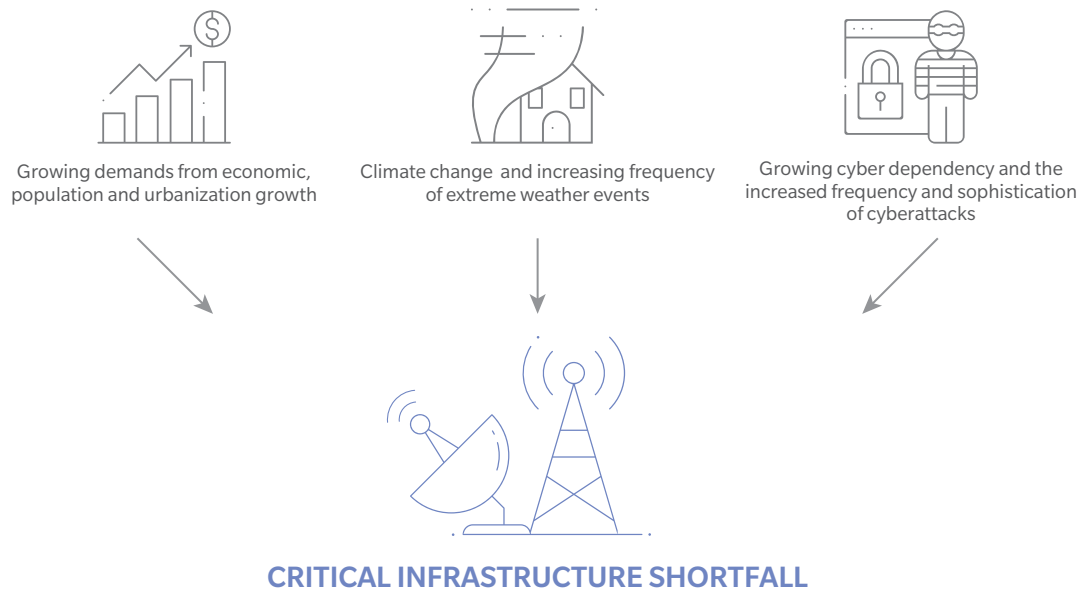 Growing demands from economic,
population and urbanization growth
Climate change and increasing frequency
of extreme weather events
Growing cyber dependency and the
increased frequency and sophistication
of cyberattacks
CRITICAL INFRASTRUCTURE SHORTFALL